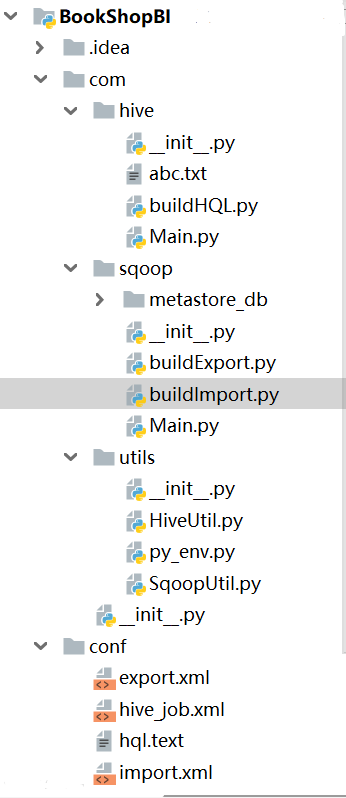 BookShopBI
.idea
com
hive
__init__.py
abc.txt
buildHQL.py
Main.py
sqoop
metastore_db
__init__.py
buildExport.py
buildImport.py
Main.py
utils
__init__.py
HiveUtil.py
py_env.py
SqoopUtil.py
__init__.py
conf
export.xml
hive_job.xml
hql.text
import.xml